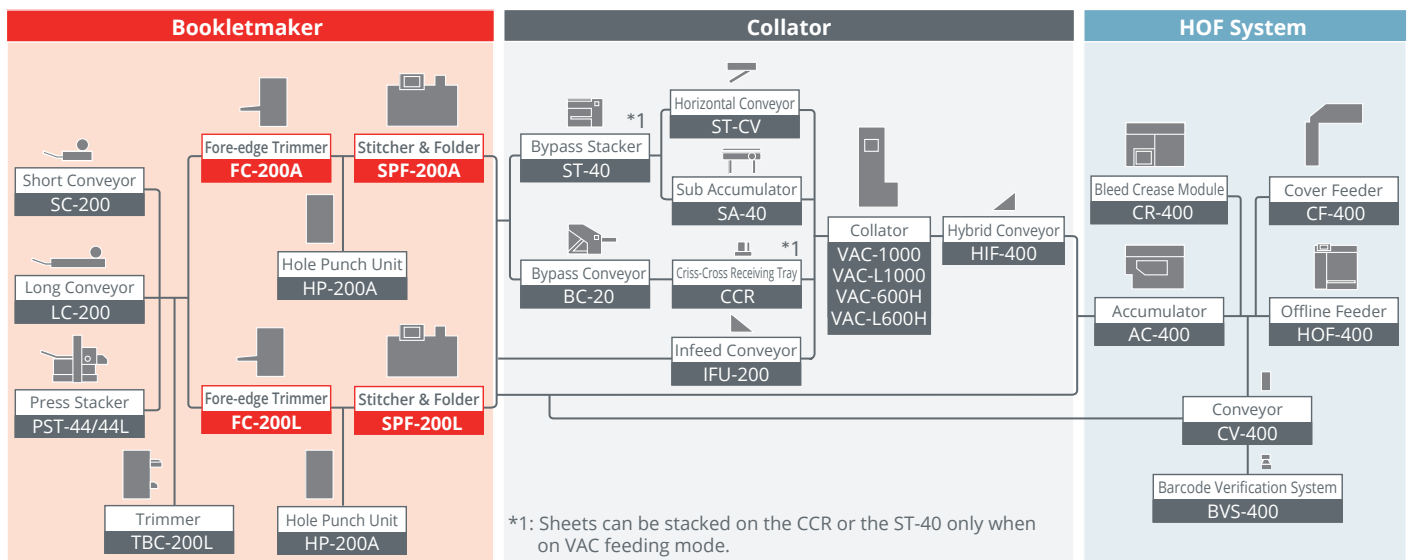 Bookletmaker
Short Conveyor
SC-200
Long Conveyor
LC-200
Press Stacker
PST-44/44L
Trimmer
TBC-200L
Fore-edge Trimmer
FC-200A
Stitcher & Folder
SPF-200A
Hole Punch Unit
HP-200A
Fore-edge Trimmer
FC-200L
Stitcher & Folder
SPF-200L
Hole Punch Unit
HP-200A
Collator
*1
Bypass Stacker
ST-40
Horizontal Conveyor
ST-CV
Sub Accumulator
SA-40
Bypass Conveyor
BC-20
*1
Criss-Cross Receiving Tray
CCR
Infeed Conveyor
IFU-200
Collator
VAC-1000
VAC-L1000
VAC-600H
VAC-L600H
Hybrid Conveyor
HIF-400
*1: Sheets can be stacked on the CCR or the ST-40 only when
on VAC feeding mode.
HOF System
Bleed Crease Module
CR-400
Cover Feeder
CF-400
Accumulator
AC-400
Offline Feeder
HOF-400
Conveyor
CV-400
Barcode Verification System
BVS-400